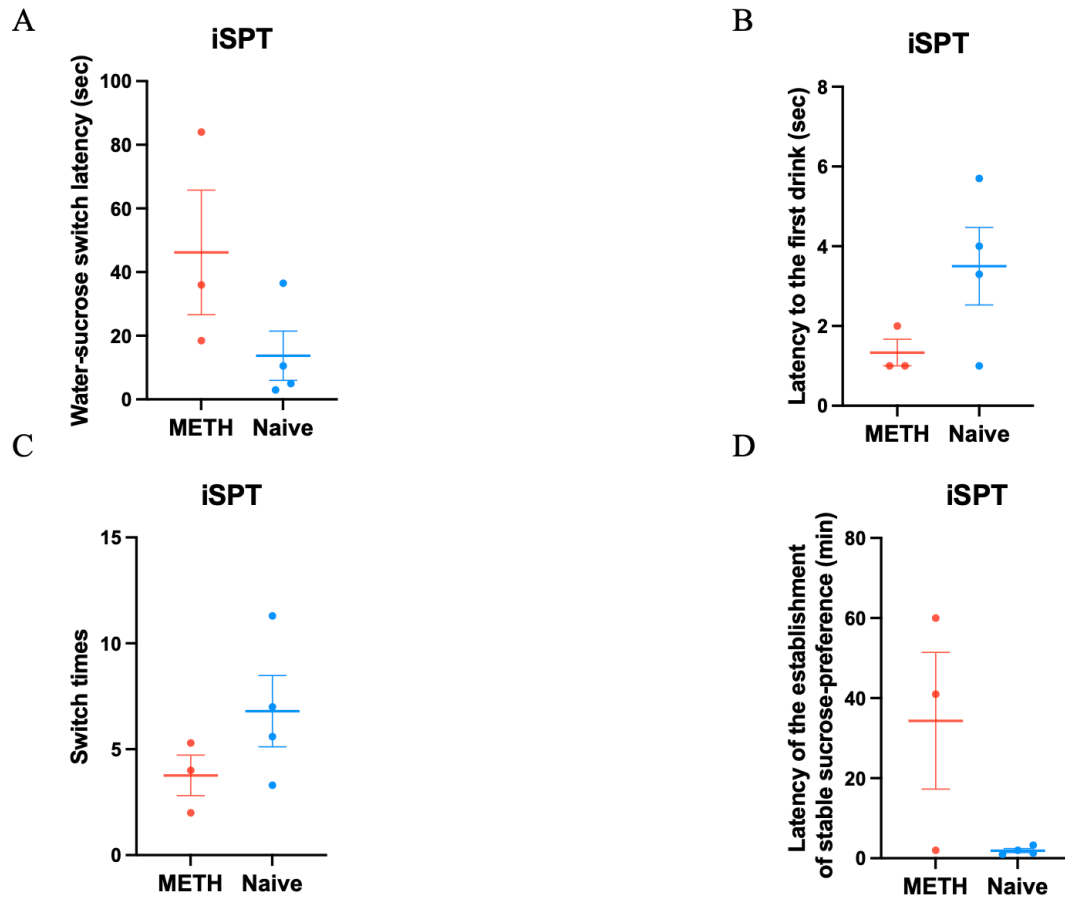 A
iSPT
Water-sucrose switch latency (sec)
100
80
60
40
20
0
METH Naive
B
iSPT
Latency to the first drink (sec)
8
6
4
2
0
METH Naive
C
iSPT
Switch times
15
10
5
0
METH Naive
D
iSPT
Latency of the establishment
of stable sucrose-preference (min)
80
60
40
20
0
METH Naive